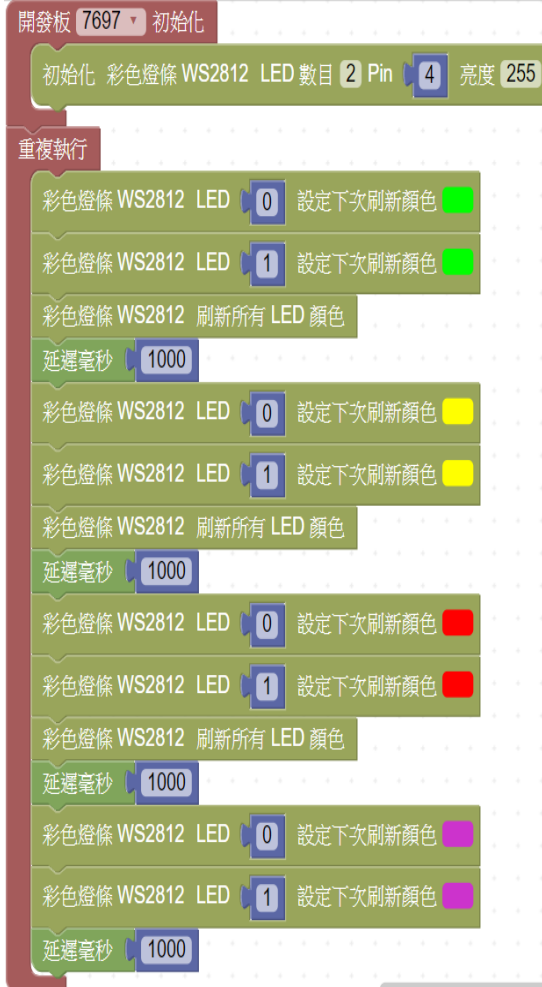 開發板 7697 初始化
初始化 彩色燈條 WS2812 LED 數目 2 Pin 4 亮度 255
重複執行
彩色燈條 WS2812 LED 0 設定下次刷新顏色
彩色燈條 WS2812 LED 1 設定下次刷新顏色
彩色燈條 WS2812 刷新所有 LED 顏色
延遲毫秒 1000
彩色燈條 WS2812 LED 0 設定下次刷新顏色
彩色燈條 WS2812 LED 1 設定下次刷新顏色
彩色燈條 WS2812 刷新所有 LED 顏色
延遲毫秒 1000
彩色燈條 WS2812 LED 0 設定下次刷新顏色
彩色燈條 WS2812 LED 1 設定下次刷新顏色
彩色燈條 WS2812 刷新所有 LED 顏色
延遲毫秒 1000
彩色燈條 WS2812 LED 0 設定下次刷新顏色
彩色燈條 WS2812 LED 1 設定下次刷新顏色
延遲毫秒 1000